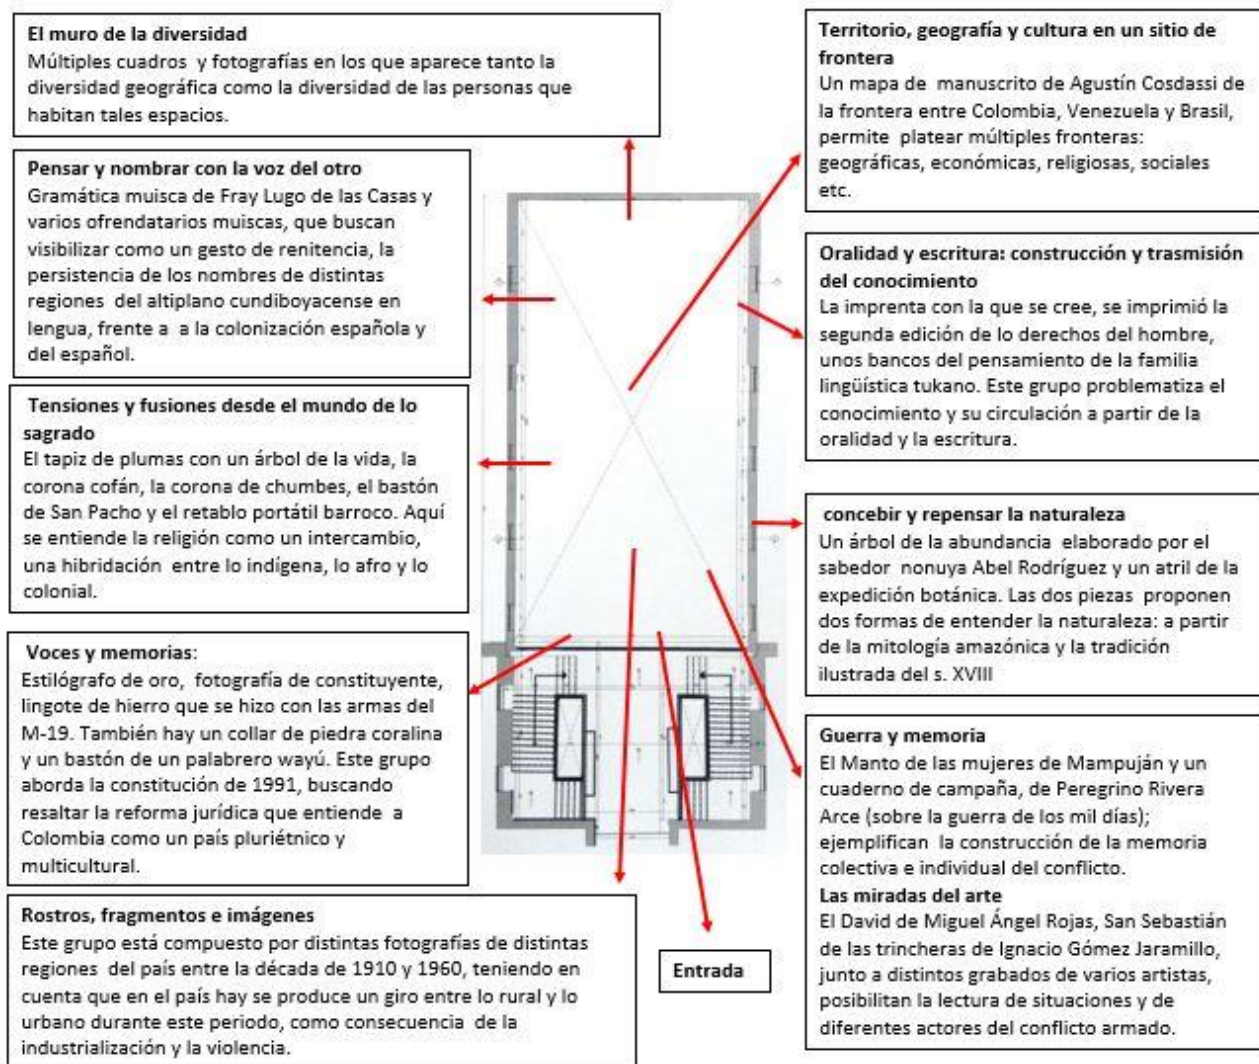 El muro de la diversidad
Múltiples cuadros y fotografías en los que aparece tanto la
diversidad geográfica como la diversidad de las personas que
habitan tales espacios.
Pensar y nombrar con la voz del otro
Gramática muisca de Fray Lugo de las Casas y
varios ofrendatarios muiscas, que buscan
visibilizar como un gesto de renitencia, la
persistencia de los nombres de distintas
regiones del altiplano cundiboyacense en
lengua, frente a a la colonización española y
del español.
Tensiones y fusiones desde el mundo de lo
sagrado
El tapiz de plumas con un árbol de la vida, la
corona cofán, la corona de chumbes, el bastón
de San Pacho y el retablo portátil barroco. Aquí
se entiende la religión como un intercambio,
una hibridación entre lo indígena, lo afro y lo
colonial.
Voces y memorias:
Estilógrafo de oro, fotografía de constituyente,
lingote de hierro que se hizo con las armas del
M-19. También hay un collar de piedra coralina
y un bastón de un palabrero wayú. Este grupo
aborda la constitución de 1991, buscando
resaltar la reforma jurídica que entiende a
Colombia como un país pluriétnico y
multicultural.
Rostros, fragmentos e imágenes
Este grupo está compuesto por distintas fotografías de distintas
regiones del país entre la década de 1910 y 1960, teniendo en
cuenta que en el país hay se produce un giro entre lo rural y lo
urbano durante este periodo, como consecuencia de la
industrialización y la violencia.
Entrada
Territorio, geografía y cultura en un sitio de
frontera
Un mapa de manuscrito de Agustín Cosdassi de
la frontera entre Colombia, Venezuela y Brasil,
permite platear múltiples fronteras:
geográficas, económicas, religiosas, sociales
etc.
Oralidad y escritura: construcción y trasmisión
del conocimiento
La imprenta con la que se cree, se imprimió la
segunda edición de lo derechos del hombre,
unos bancos del pensamiento de la familia
lingüística tukano. Este grupo problematiza el
conocimiento y su circulación a partir de la
oralidad y la escritura.
concebir y repensar la naturaleza
Un árbol de la abundancia elaborado por el
sabedor nonuya Abel Rodríguez y un atril de la
expedición botánica. Las dos piezas proponen
dos formas de entender la naturaleza: a partir
de la mitología amazónica y la tradición
ilustrada del s. XVIII
Guerra y memoria
El Manto de las mujeres de Mampuján y un
cuaderno de campaña, de Peregrino Rivera
Arce (sobre la guerra de los mil días);
ejemplifican la construcción de la memoria
colectiva e individual del conflicto.
Las miradas del arte
El David de Miguel Ángel Rojas, San Sebastián
de las trincheras de Ignacio Gómez Jaramillo,
junto a distintos grabados de varios artistas,
posibilitan la lectura de situaciones y de
diferentes actores del conflicto armado.